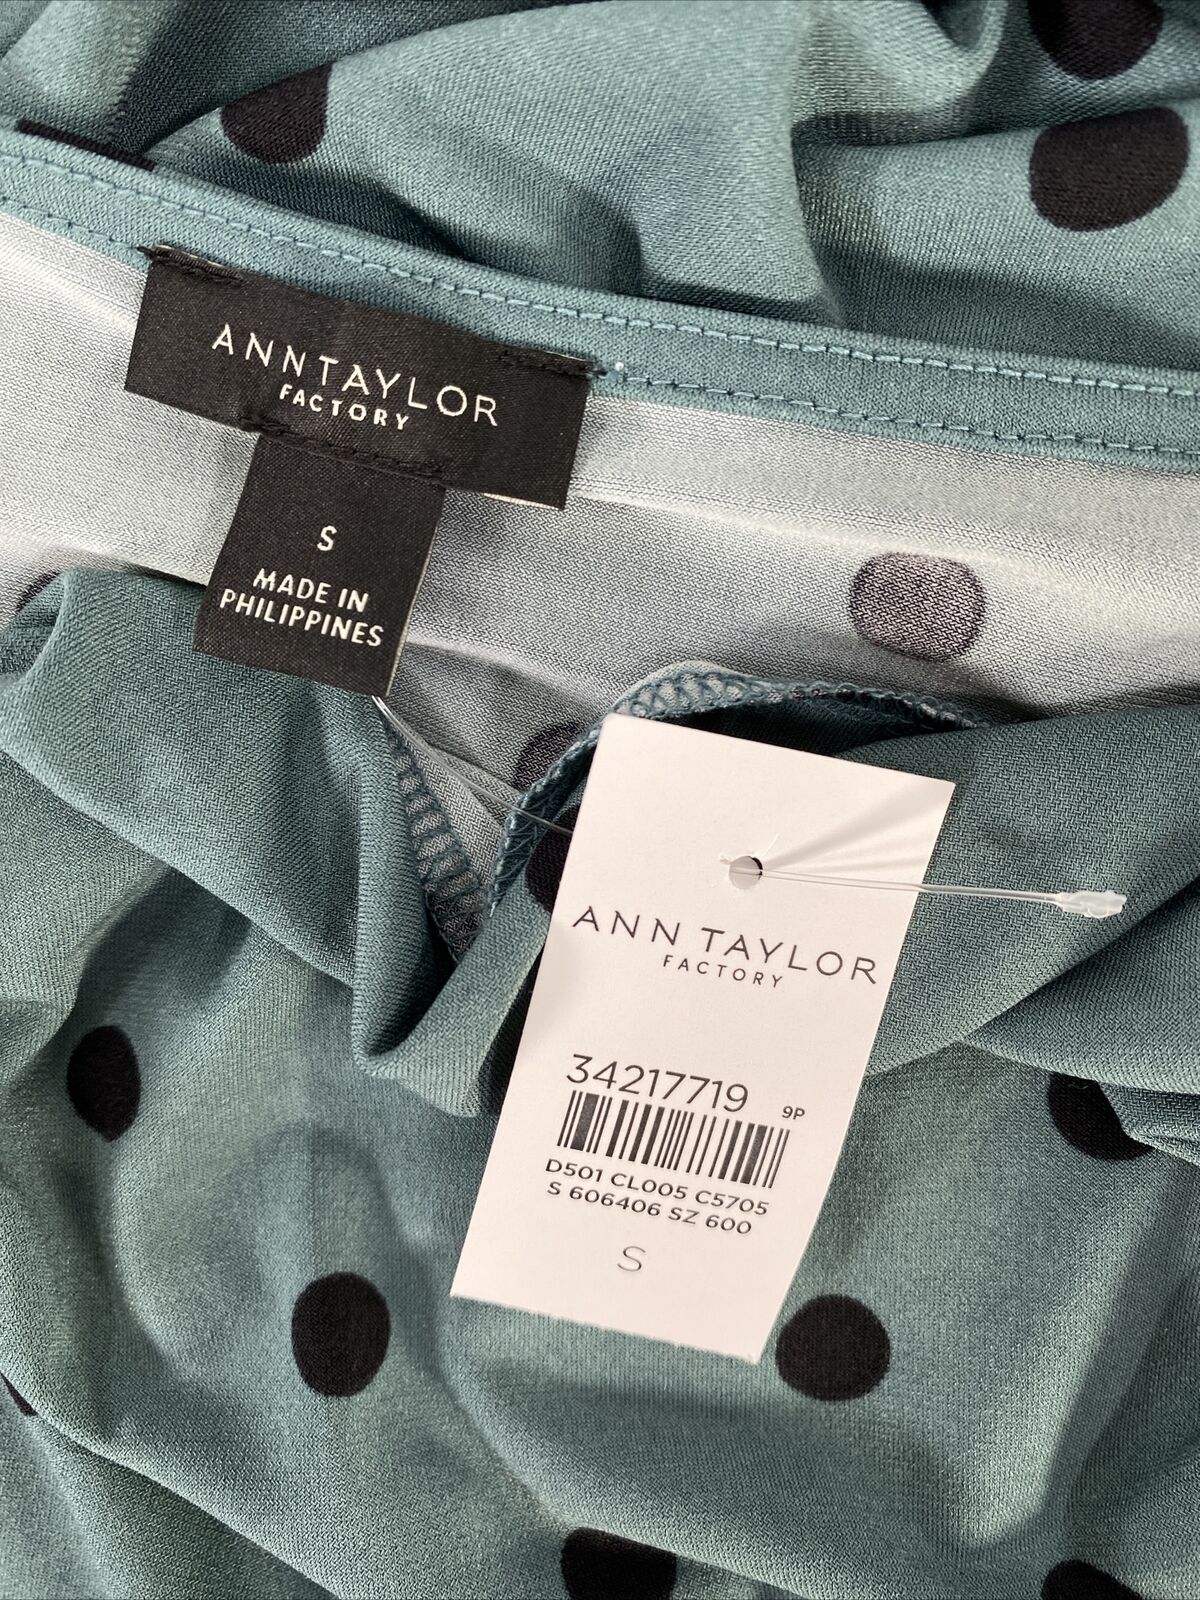 ANNTAYLOR
FACTORY
S
MADE IN
PHILIPPINES
ANN TAYLOR
FACTORY
34217719 9P
D501 CL005 C5705
S 606406 SZ 600
S